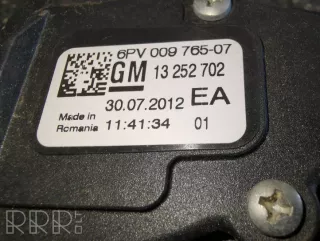 6PV 009 765-07
GM 13 252 702
30.07.2012 EA
Made in
Romania 11:41:34 01
RRR